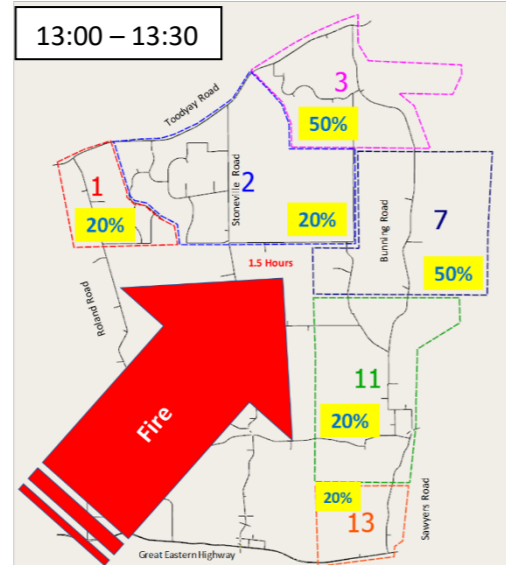 13:00 – 13:30
Toodyay Road
3
50%
1
20%
Stoneville Road
2
20%
Bunning Road
7
50%
1.5 Hours
Roland Road
Fire
11
20%
20%
13
Sawyers Road
Great Eastern Highway